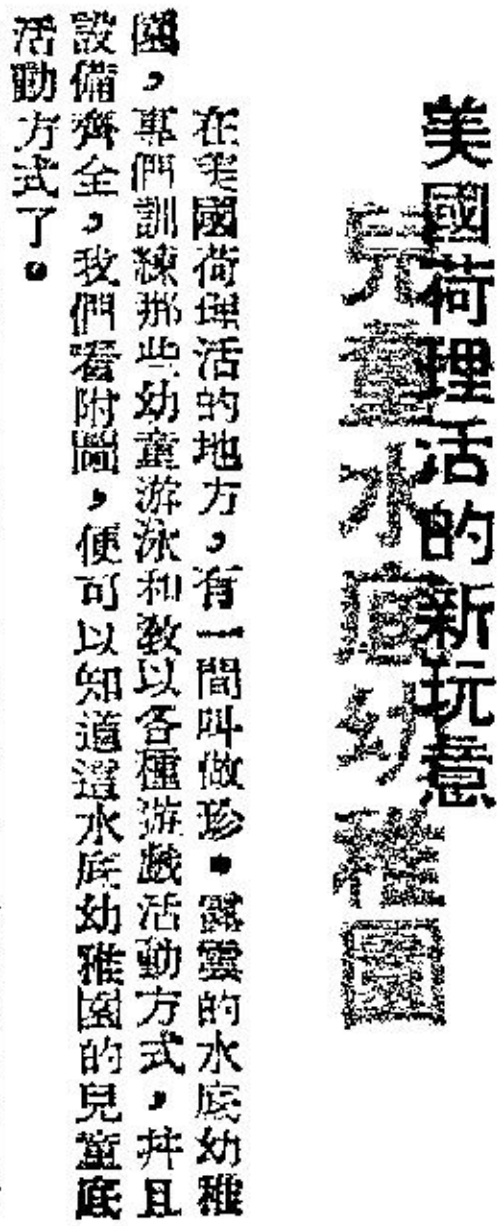 美國荷理活的新玩意
兒童水底幼稚園
在美國荷理活的地方，有一間叫做珍·露雲的水底幼稚
園，專們訓練那些幼童游泳和教以各種游戲活動方式，幷且
設備齊全，我們看附圖，便可以知道這水底幼雅園的兒童底
活動方式了。